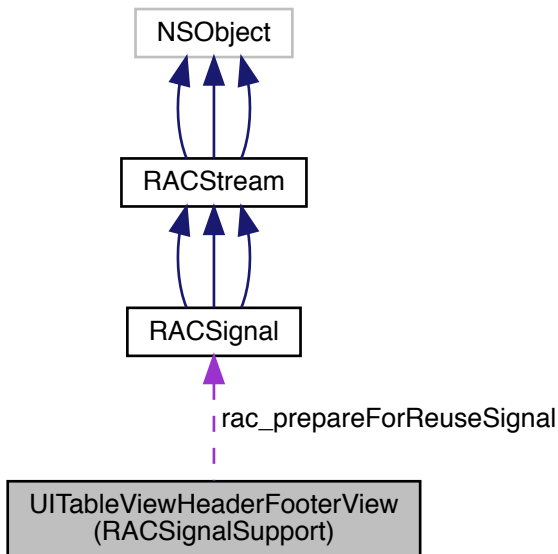 NSObject
RACStream
RACSignal
rac_prepareForReuseSignal
UITableViewHeaderFooterView
(RACSignalSupport)